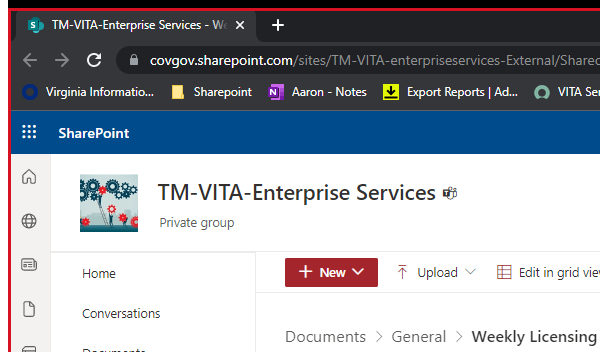 TM-VITA-Enterprise Services - W
covgov.sharepoint.com/sites/TM-VITA-enterpriseservices-External/Shared
Virginia Informatio... Sharepoint Aaron - Notes Export Reports | Ad... VITA Ser
SharePoint
TM-VITA-Enterprise Services
Private group
Home
Conversations
Documents
+ New Upload Edit in grid view
Documents > General > Weekly Licensing